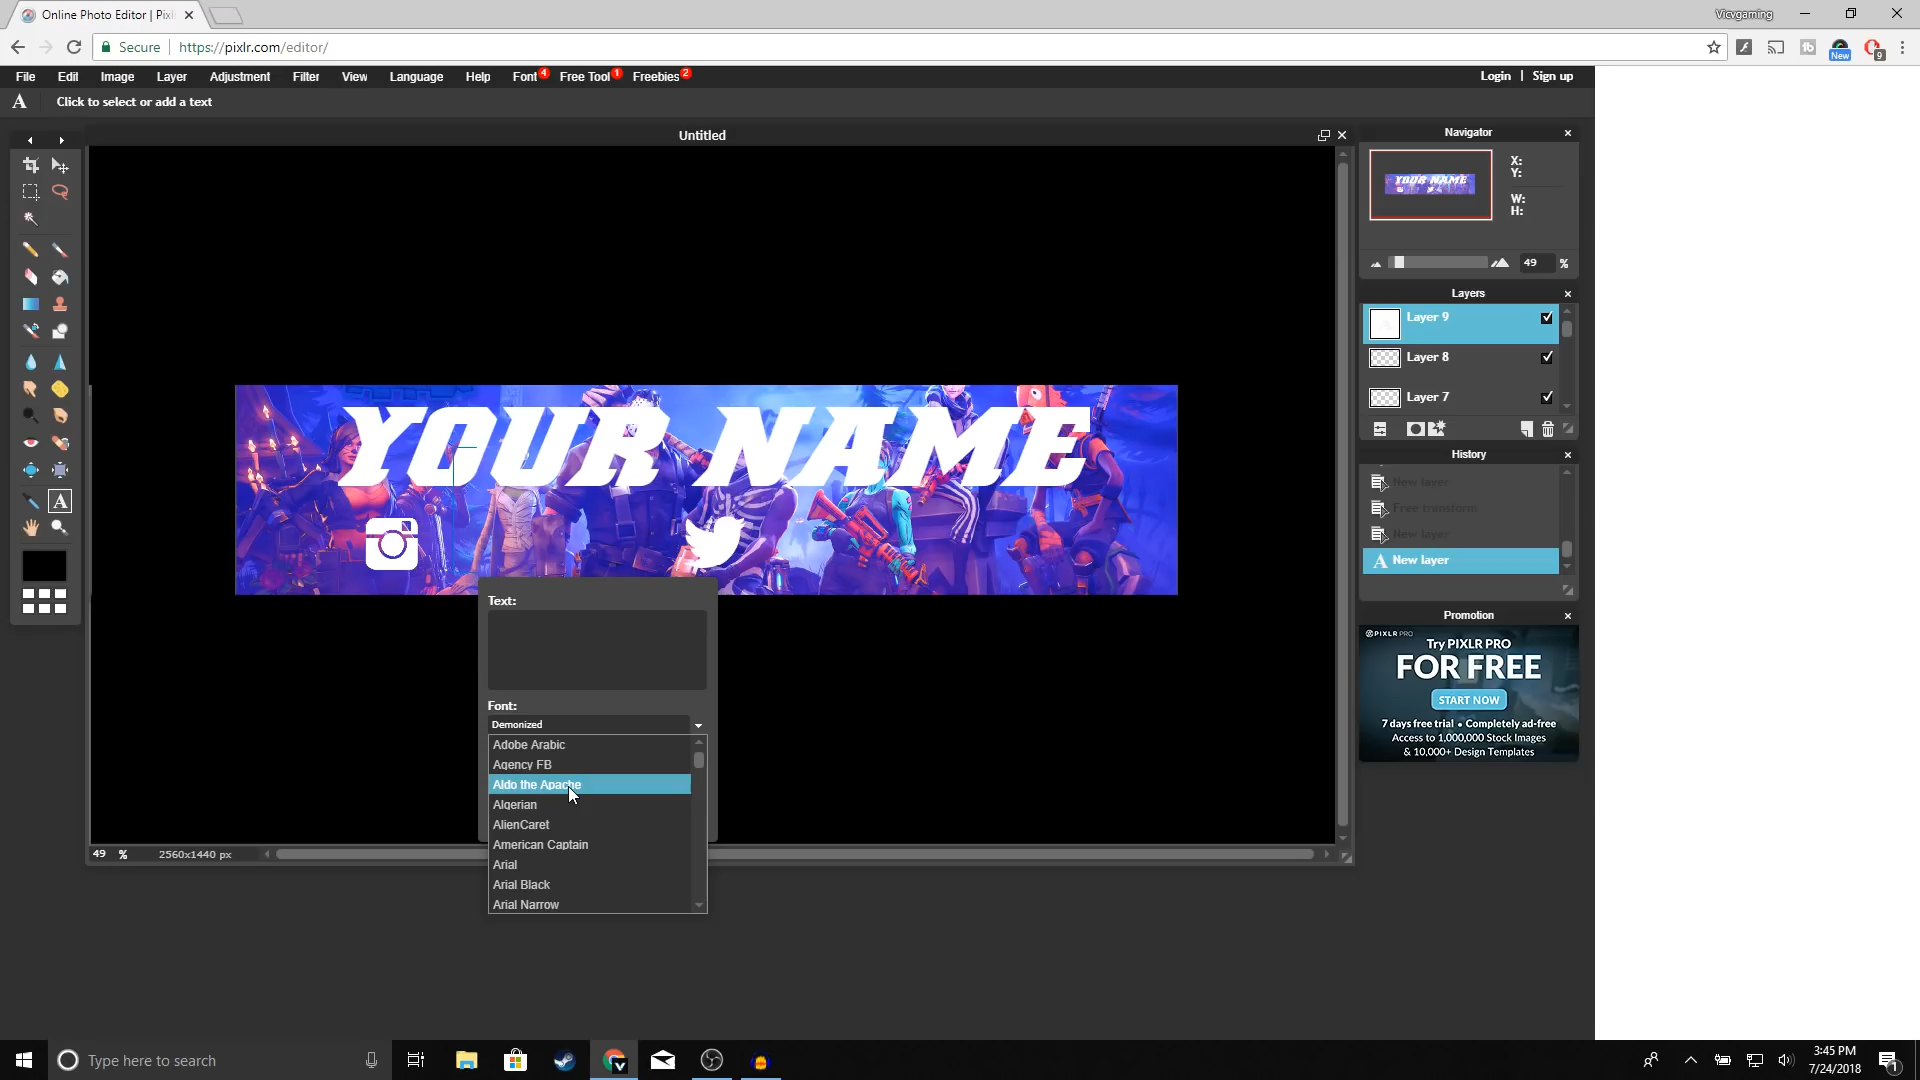 Online Photo Editor | Pixl
Vicvgaming
Secure | https://pixlr.com/editor/
New
9
File Edit Image Layer Adjustment Filter View Language Help Font 4 Free Tool 1 Freebies 2
Login | Sign up
A Click to select or add a text
Untitled
Navigator
X:
Y:
W:
H:
49 %
YOUR NAME
YOUR NAME
Layers
Layer 9
Layer 8
Layer 7
History
New layer
Free transform
New layer
A New layer
A
Text:
Font:
Demonized
Adobe Arabic
Agency FB
Aldo the Apache
Algerian
AlienCaret
American Captain
Arial
Arial Black
Arial Narrow
Promotion
PIXLR PRO
Try PIXLR PRO
FOR FREE
START NOW
7 days free trial • Completely ad-free
Access to 1,000,000 Stock Images
& 10,000+ Design Templates
49 % 2560x1440 px
Type here to search
3:45 PM
7/24/2018
1